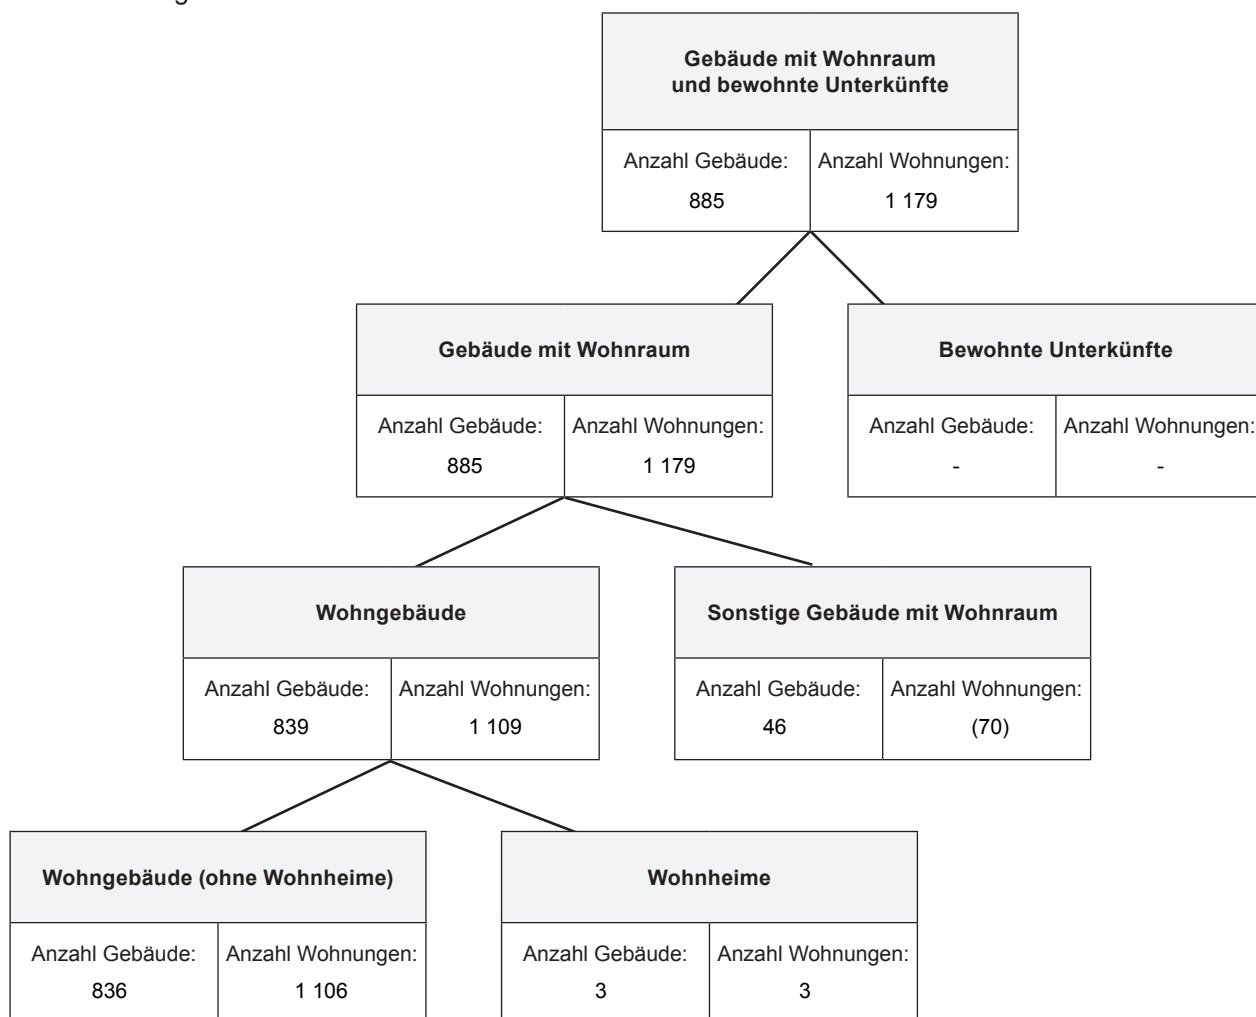 Gebäude mit Wohnraum
und bewohnte Unterkünfte
Anzahl Gebäude: Anzahl Wohnungen:
885 1 179
Gebäude mit Wohnraum Bewohnte Unterkünfte
Anzahl Gebäude: Anzahl Wohnungen: Anzahl Gebäude: Anzahl Wohnungen:
885 1 179 - -
Wohngebäude Sonstige Gebäude mit Wohnraum
Anzahl Gebäude: Anzahl Wohnungen: Anzahl Gebäude: Anzahl Wohnungen:
839 1 109 46 (70)
Wohngebäude (ohne Wohnheime) Wohnheime
Anzahl Gebäude: Anzahl Wohnungen: Anzahl Gebäude: Anzahl Wohnungen:
836 1 106 3 3